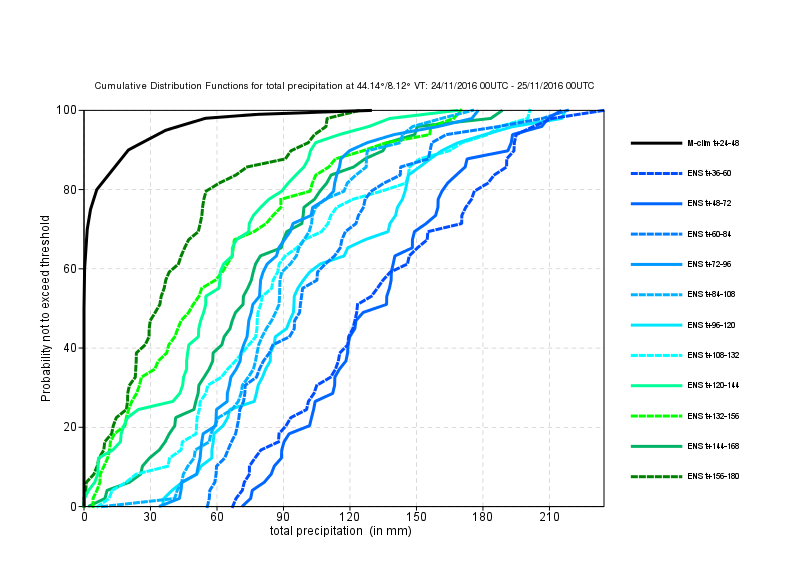 Cumulative Distribution Functions for total precipitation at 44.14°/8.12° VT: 24/11/2016 00UTC - 25/11/2016 00UTC
100
80
60
40
20
0
Probability not to exceed threshold
0 30 60 90 120 150 180 210
total precipitation (in mm)
M-clim t+24-48
ENS t+36-60
ENS t+48-72
ENS t+60-84
ENS t+72-96
ENS t+84-108
ENS t+96-120
ENS t+108-132
ENS t+120-144
ENS t+132-156
ENS t+144-168
ENS t+156-180